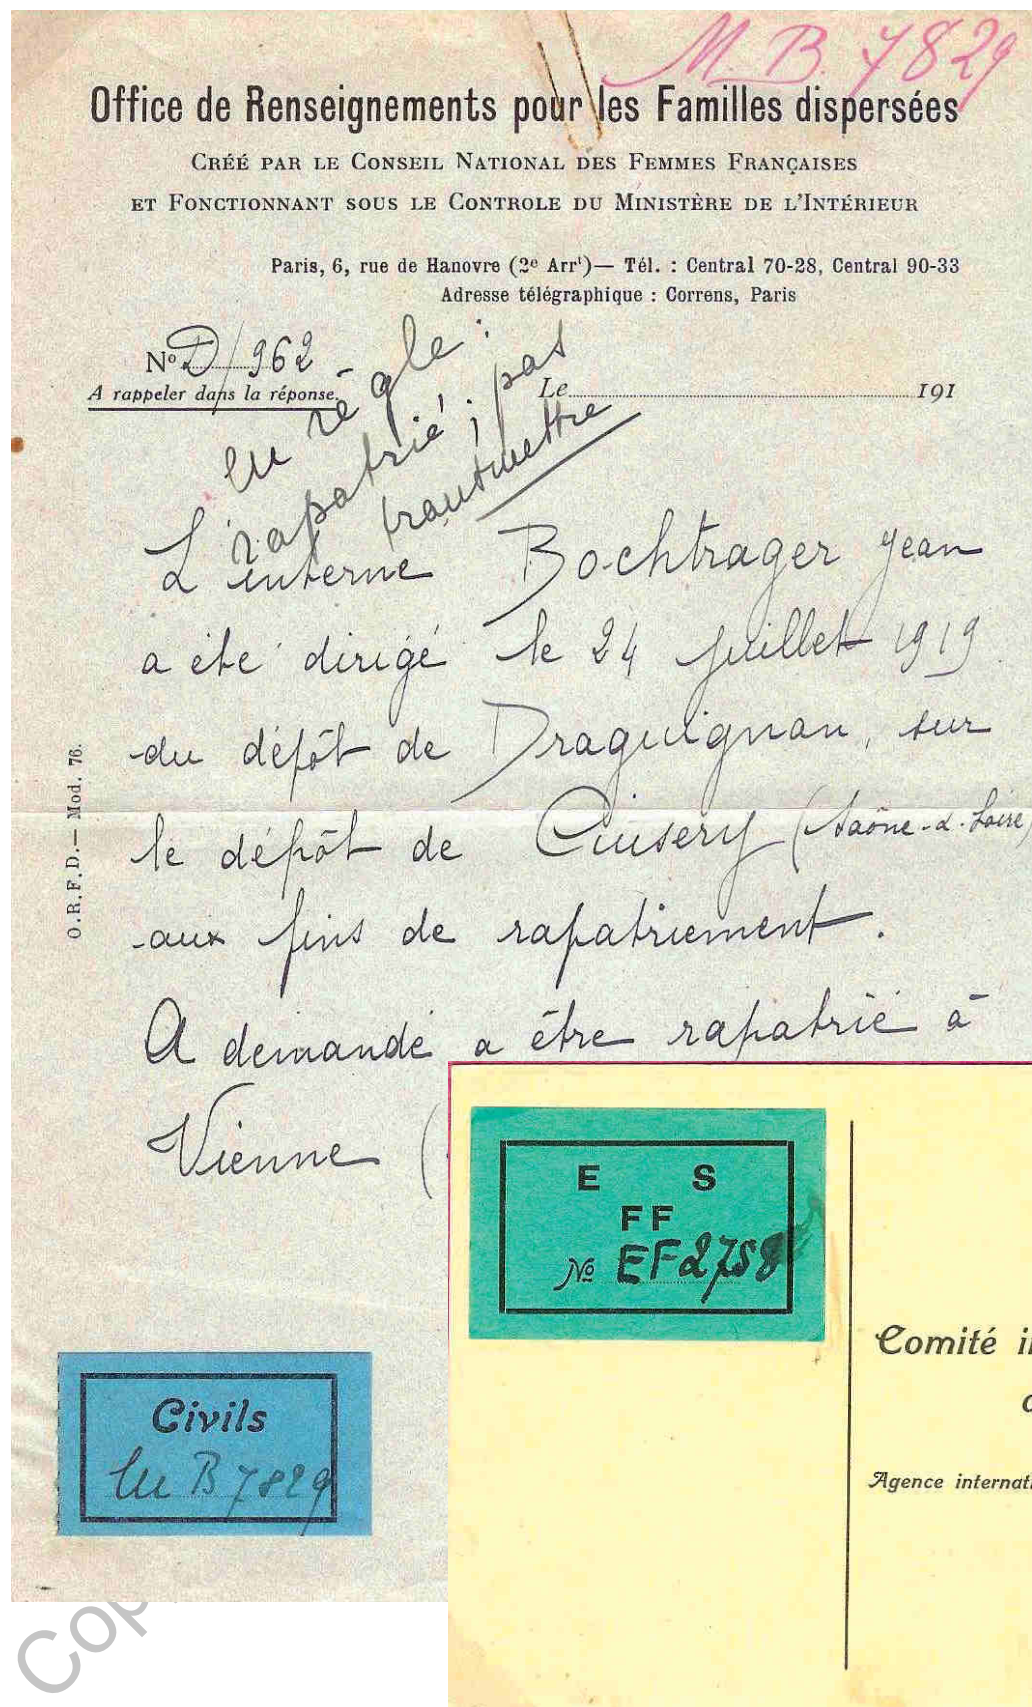 M. B. 7829
Office de Renseignements pour les Familles dispersées
CRÉÉ PAR LE CONSEIL NATIONAL DES FEMMES FRANÇAISES
ET FONCTIONNANT SOUS LE CONTROLE DU MINISTÈRE DE L'INTÉRIEUR
Paris, 6, rue de Hanovre (2e Arrt) — Tél. : Central 70-28, Central 90-33
Adresse télégraphique : Correns, Paris
No D/962
A rappeler dans la réponse.
Le 191
en règle :
rapatrié ; pas
transmettre
L'interné Bochtrager Jean
a été dirigé le 24 juillet 1919
du dépôt de Draguignan, sur
le dépôt de Cuisery (Saône-&-Loire)
aux fins de rapatriement.
A demandé a être rapatrié à
Vienne (
O.R.F.D. — Mod. 76.
E S
FF
No EF2758
Civils
M B 7829
Comité i
Agence internat
Cop